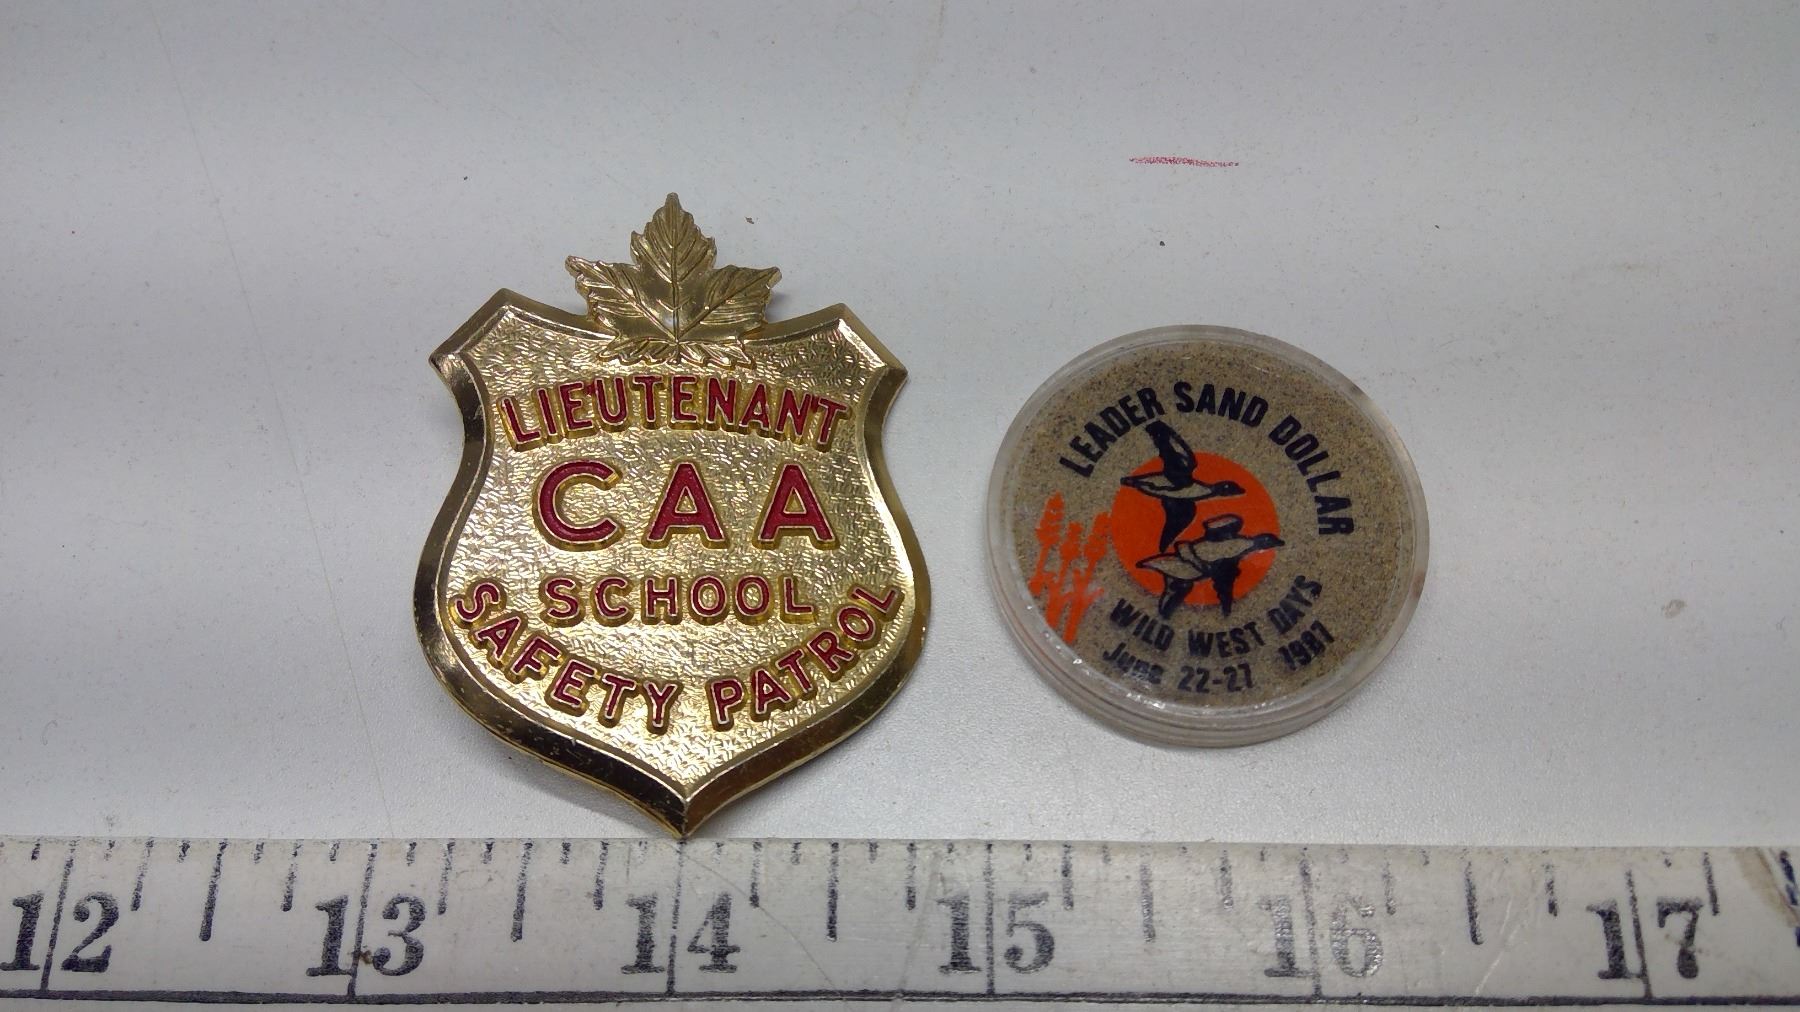 LIEUTENANT
CAA
SCHOOL
SAFETY PATROL
LEADER SAND DOLLAR
WILD WEST DAYS
June 22-27 1987
12 13 14 15 16 17